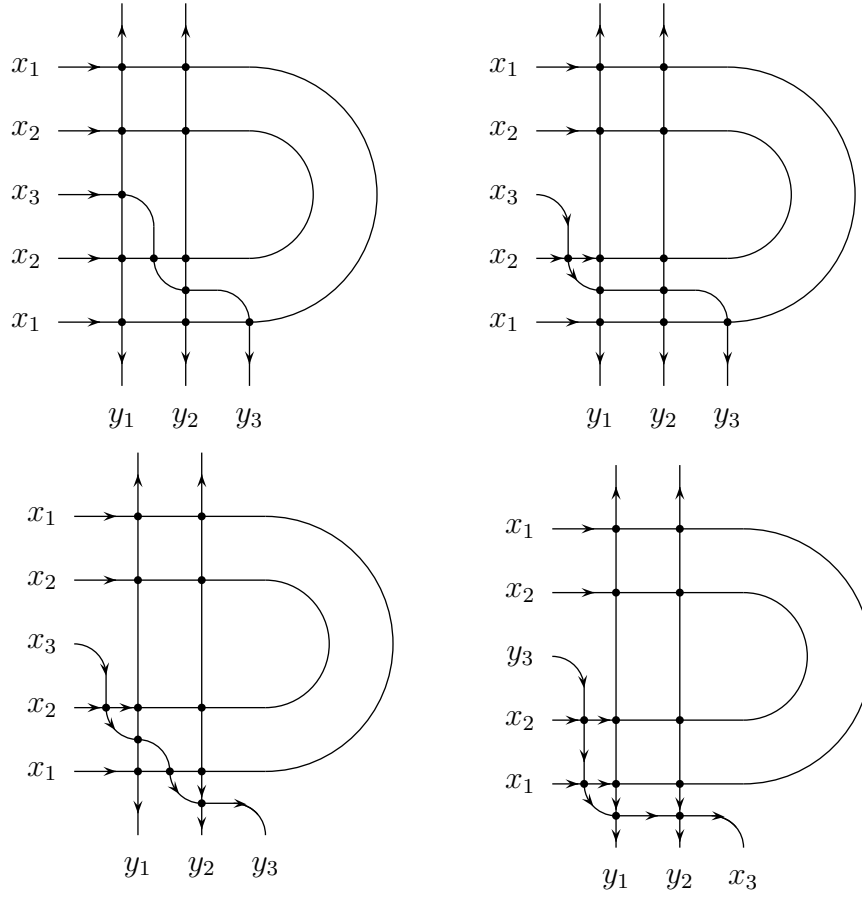 x₁ x₁
x₂ x₂
x₃ x₃
x₂ x₂
x₁ x₁
y₁ y₂ y₃ y₁ y₂ y₃
x₁ x₁
x₂ x₂
x₃ y₃
x₂ x₂
x₁ x₁
y₁ y₂ y₃ y₁ y₂ x₃